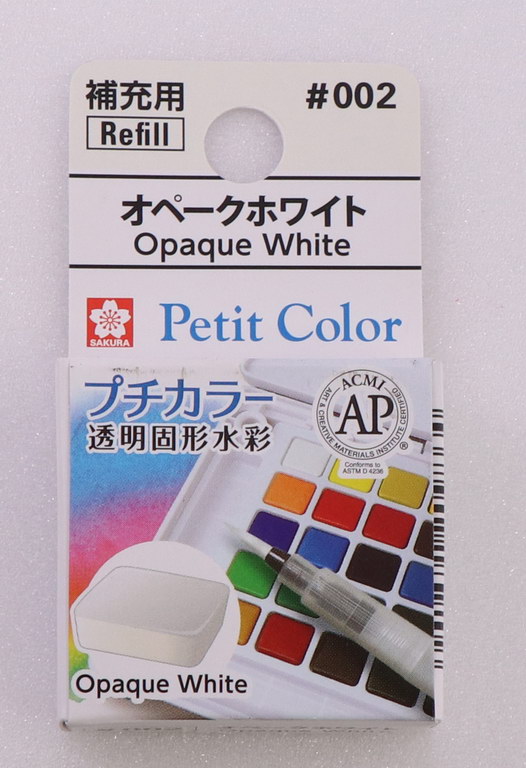 補充用
#002
Refill
オペークホワイト
Opaque White
SAKURA
Petit Color
プチカラー
透明固形水彩
ACMI
AP
ART & CREATIVE MATERIALS INSTITUTE CERTIFIED
®
Conforms to
ASTM D 4236
Opaque White